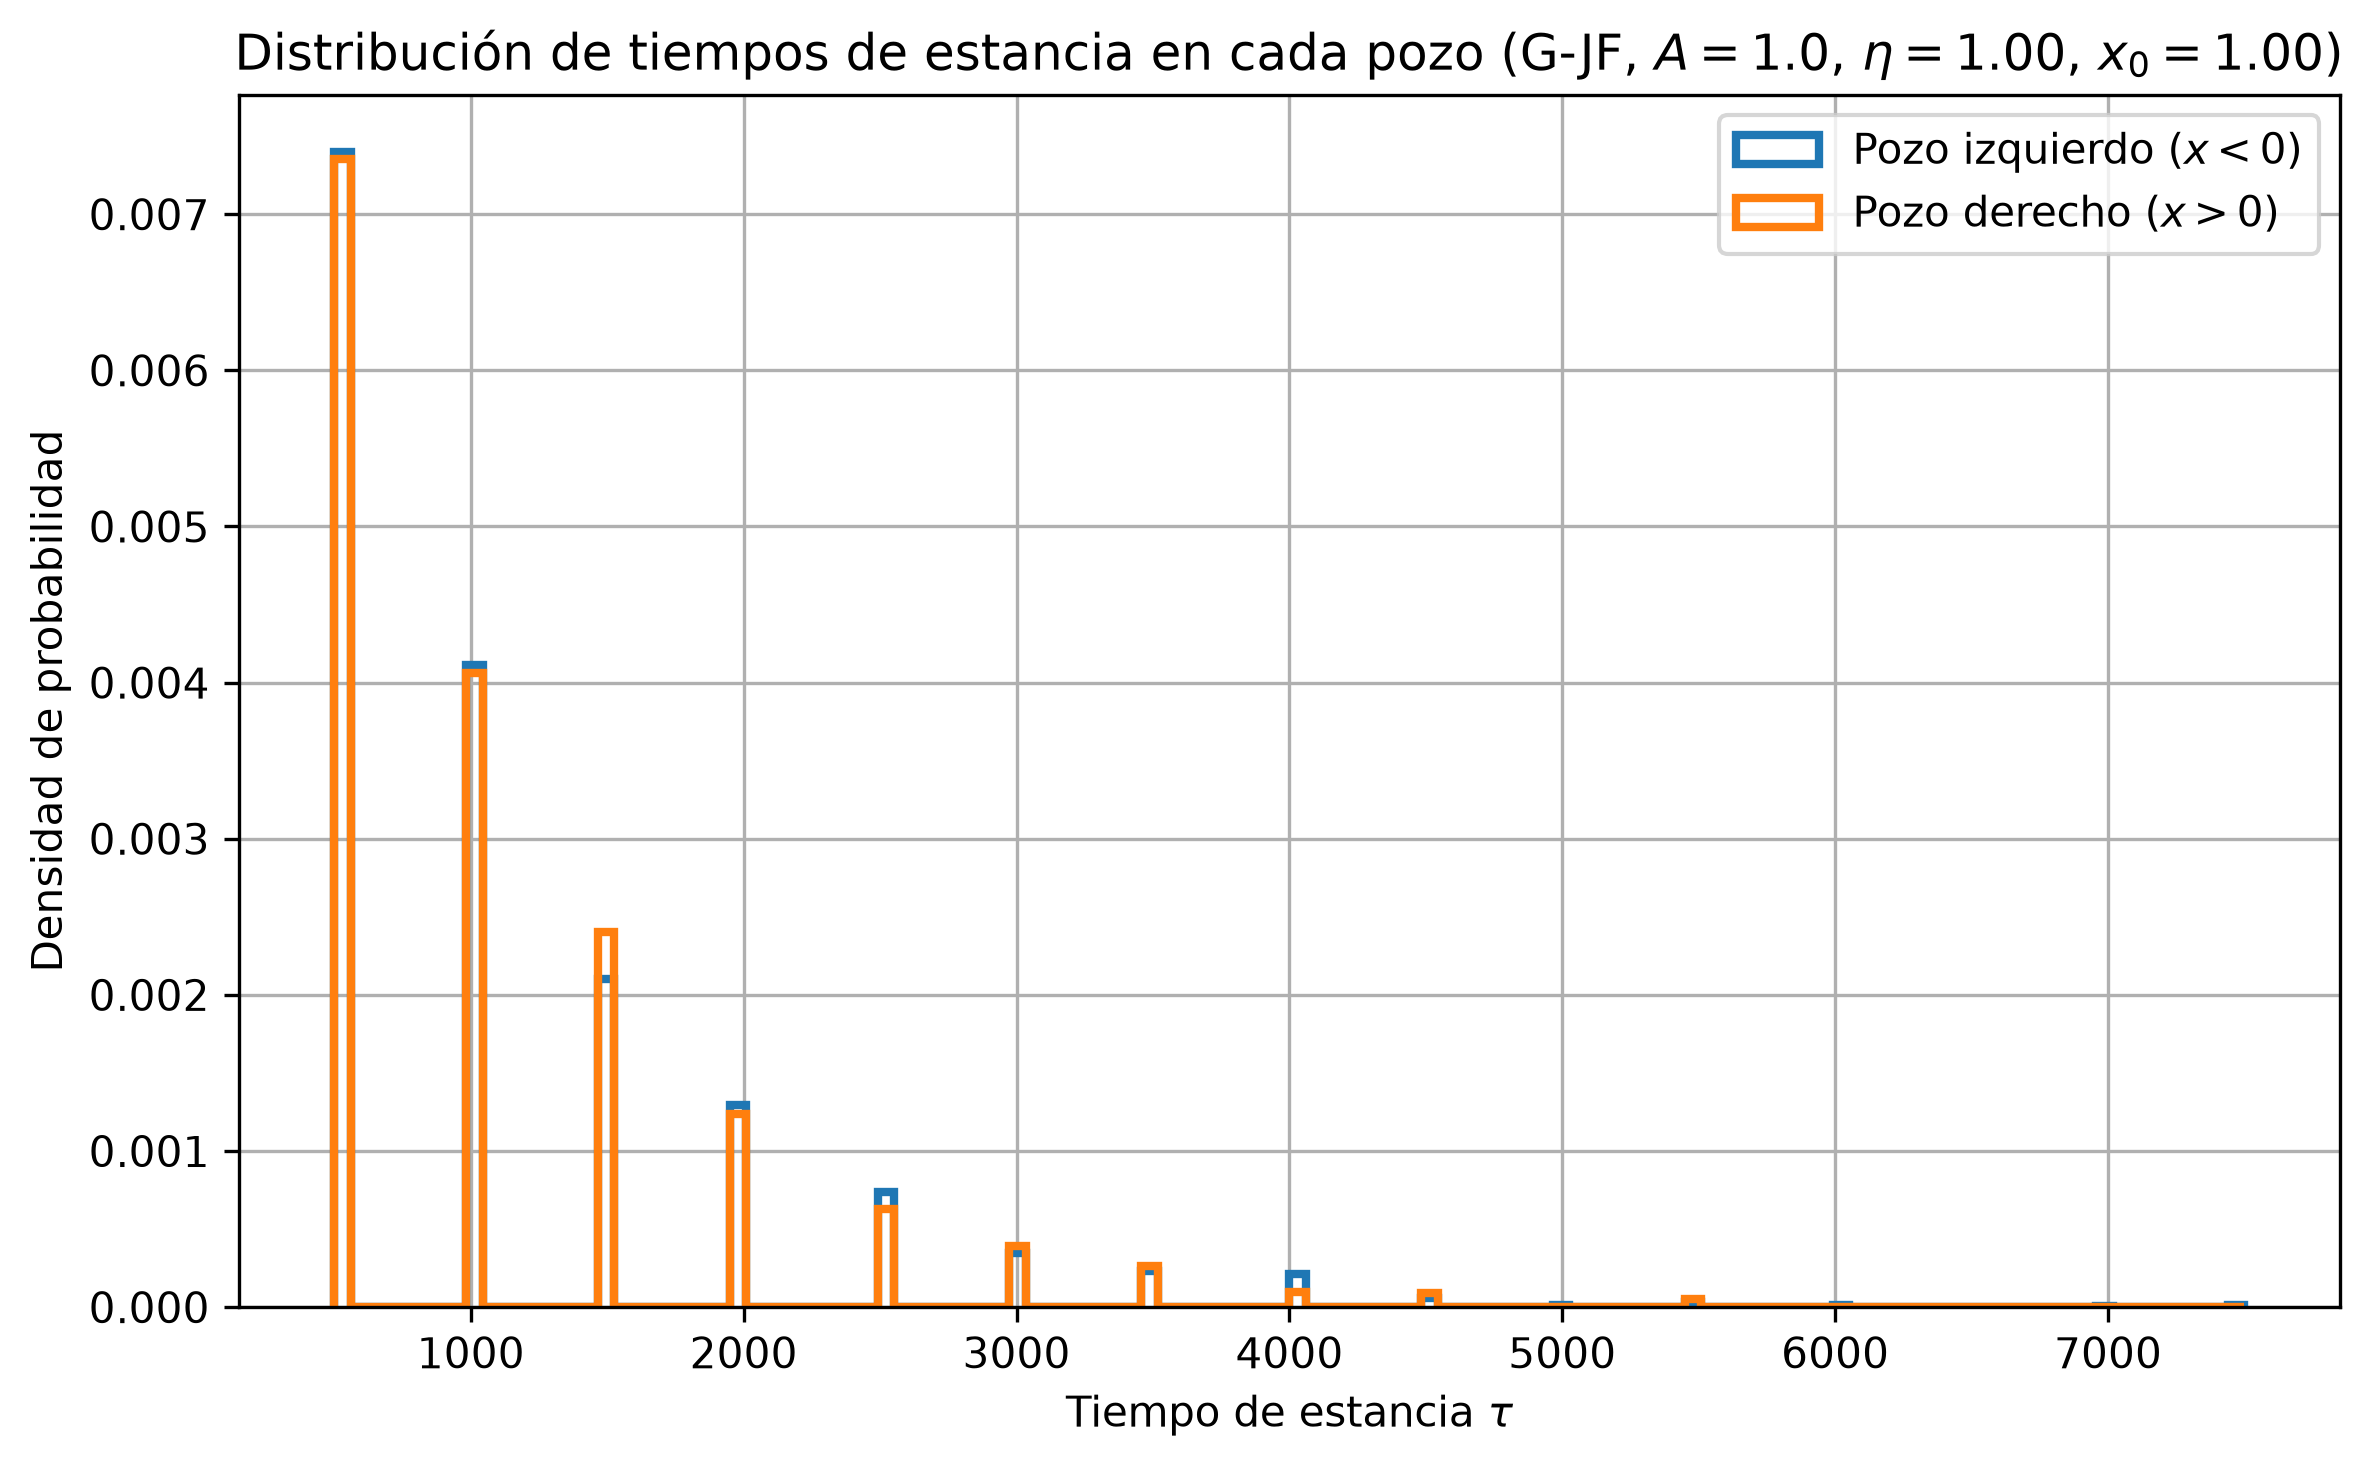 Distribución de tiempos de estancia en cada pozo (G-JF, A = 1.0, η = 1.00, x₀ = 1.00)
Pozo izquierdo (x < 0)
Pozo derecho (x > 0)
Densidad de probabilidad
0.007
0.006
0.005
0.004
0.003
0.002
0.001
0.000
1000 2000 3000 4000 5000 6000 7000
Tiempo de estancia τ